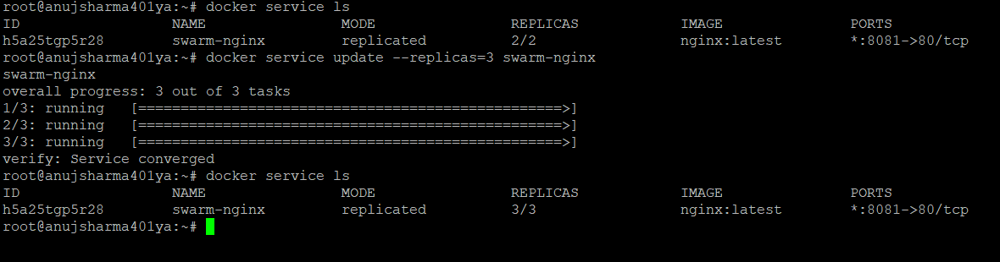 root@anujsharma401ya:~# docker service ls
ID NAME MODE REPLICAS IMAGE PORTS
h5a25tgp5r28 swarm-nginx replicated 2/2 nginx:latest *:8081->80/tcp
root@anujsharma401ya:~# docker service update --replicas=3 swarm-nginx
swarm-nginx
overall progress: 3 out of 3 tasks
1/3: running [==================================================>]
2/3: running [==================================================>]
3/3: running [==================================================>]
verify: Service converged
root@anujsharma401ya:~# docker service ls
ID NAME MODE REPLICAS IMAGE PORTS
h5a25tgp5r28 swarm-nginx replicated 3/3 nginx:latest *:8081->80/tcp
root@anujsharma401ya:~#